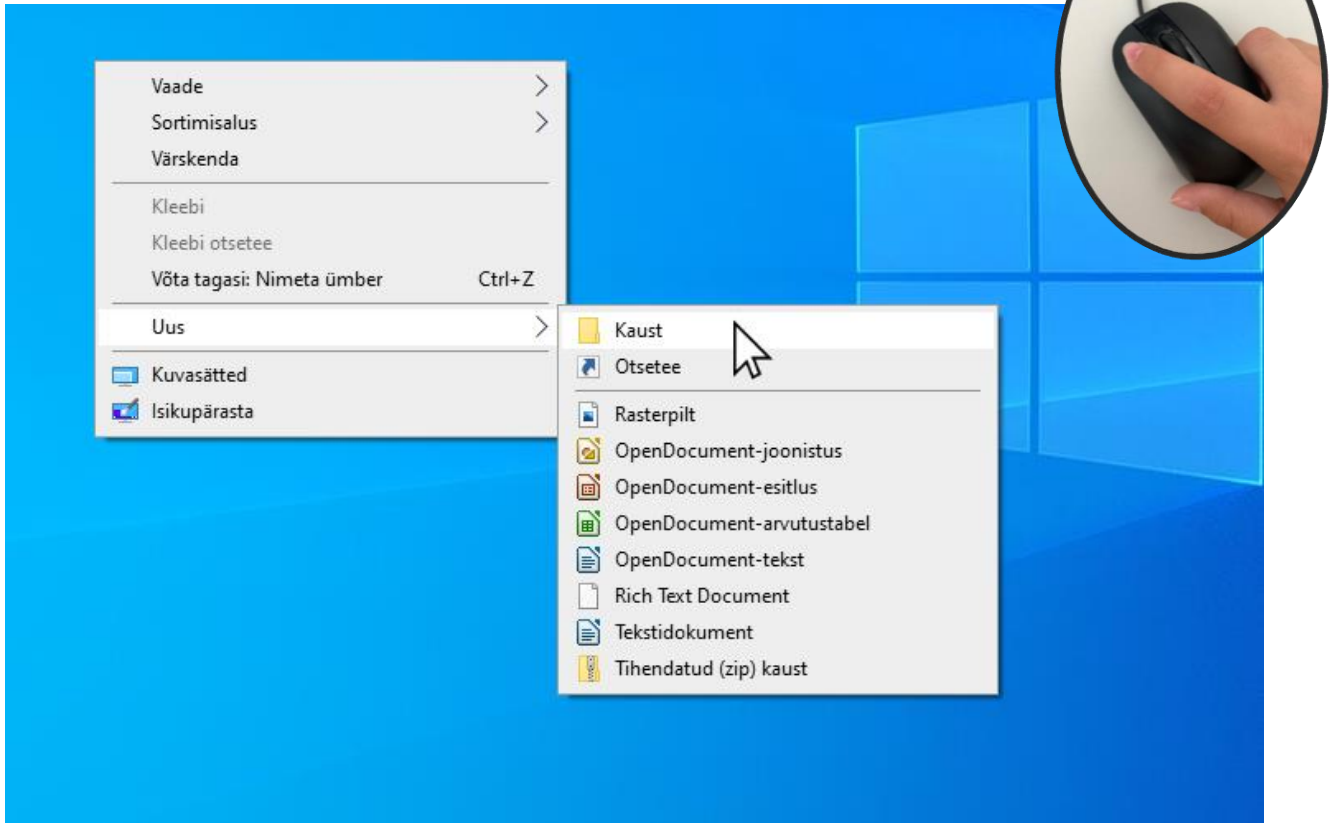 Vaade
Sortimisalus
Värskenda
Kleebi
Kleebi otsetee
Võta tagasi: Nimeta ümber Ctrl+Z
Uus
Kuvasätted
Isikupärasta
Kaust
Otsetee
Rasterpilt
OpenDocument-joonistus
OpenDocument-esitlus
OpenDocument-arvutustabel
OpenDocument-tekst
Rich Text Document
Tekstidokument
Tihendatud (zip) kaust